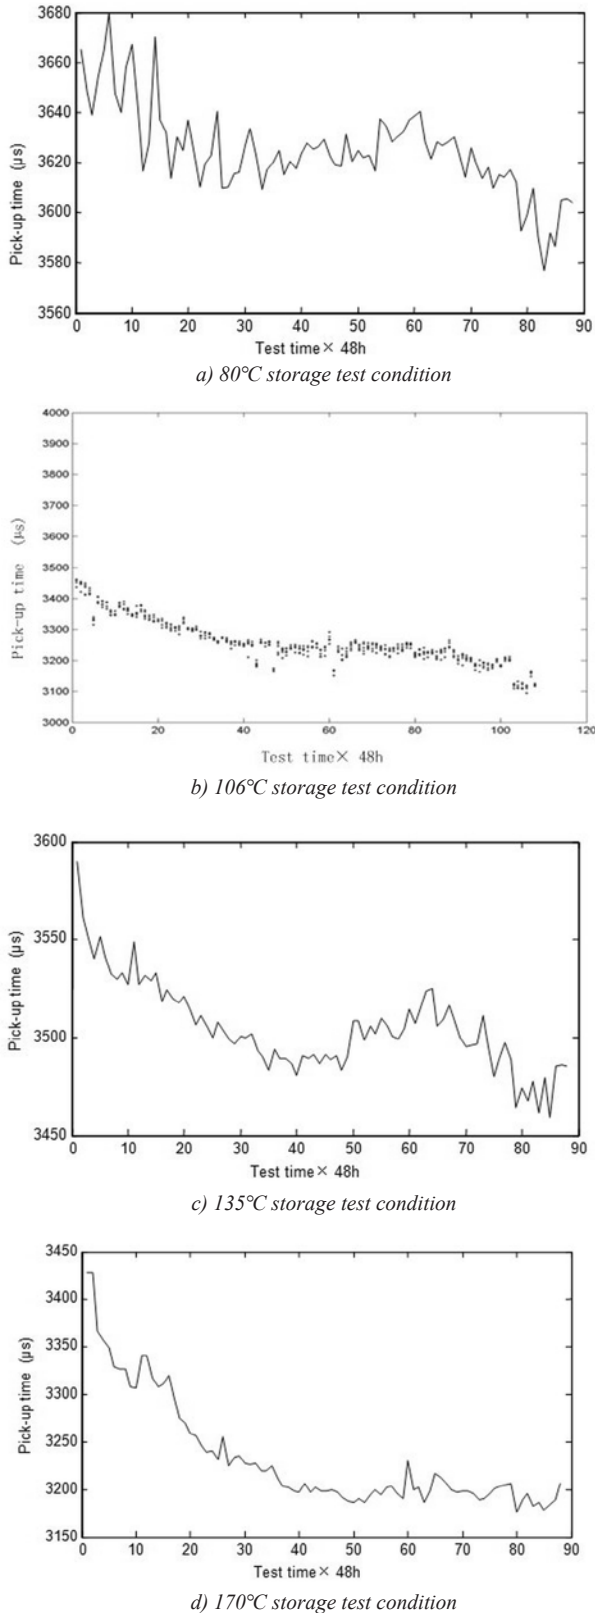 3680
3660
3640
3620
3600
3580
3560
Pick-up time (μs)
0 10 20 30 40 50 60 70 80 90
Test time× 48h
a) 80°C storage test condition
4000
3900
3800
3700
3600
3500
3400
3300
3200
3100
3000
Pick-up time (μs)
0 20 40 60 80 100 120
Test time× 48h
b) 106°C storage test condition
3600
3550
3500
3450
Pick-up time (μs)
0 10 20 30 40 50 60 70 80 90
Test time× 48h
c) 135°C storage test condition
3450
3400
3350
3300
3250
3200
3150
Pick-up time (μs)
0 10 20 30 40 50 60 70 80 90
Test time× 48h
d) 170°C storage test condition